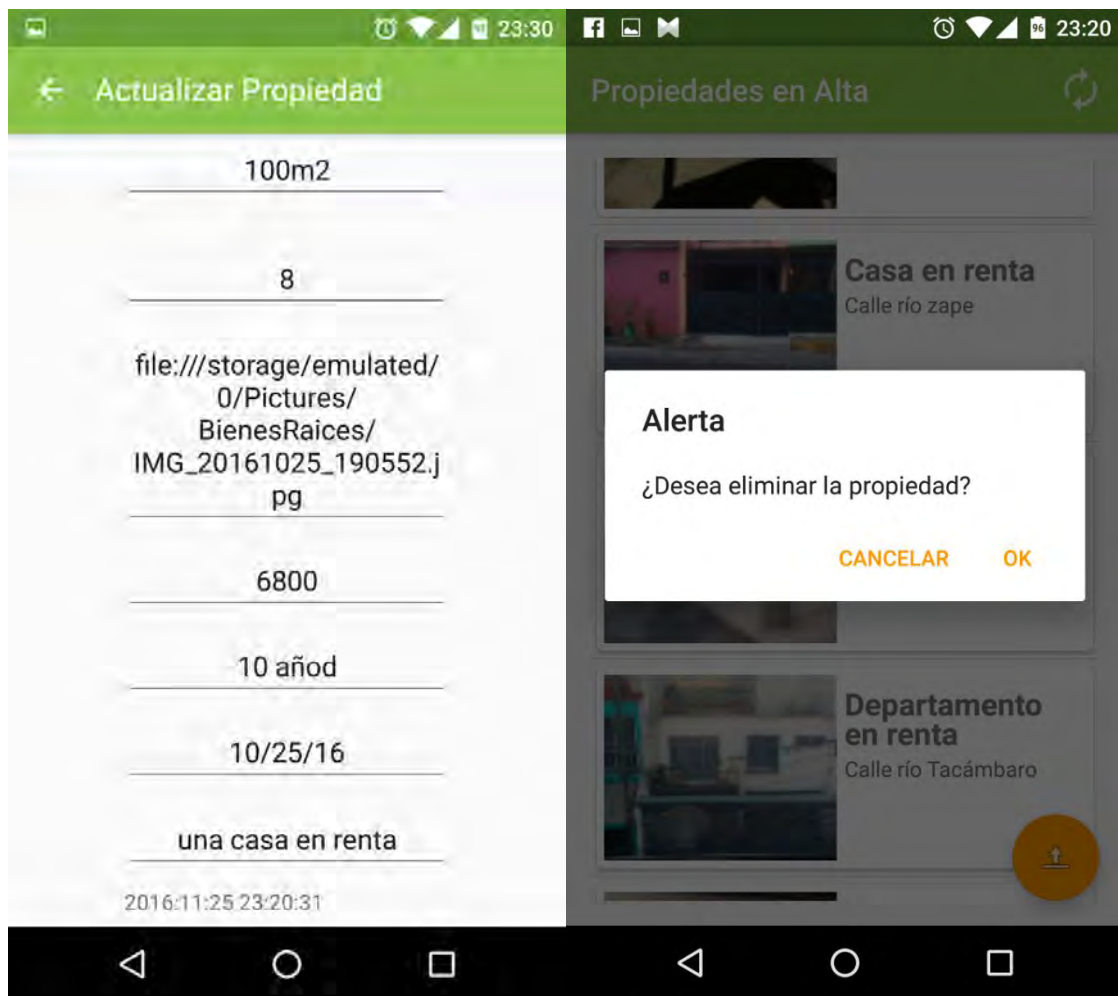 23:30
Actualizar Propiedad
100m2
8
file:///storage/emulated/
0/Pictures/
BienesRaices/
IMG_20161025_190552.j
pg
6800
10 añod
10/25/16
una casa en renta
2016:11:25 23:20:31
96 23:20
Propiedades en Alta
Casa en renta
Calle río zape
Alerta
¿Desea eliminar la propiedad?
CANCELAR OK
Departamento
en renta
Calle río Tacámbaro